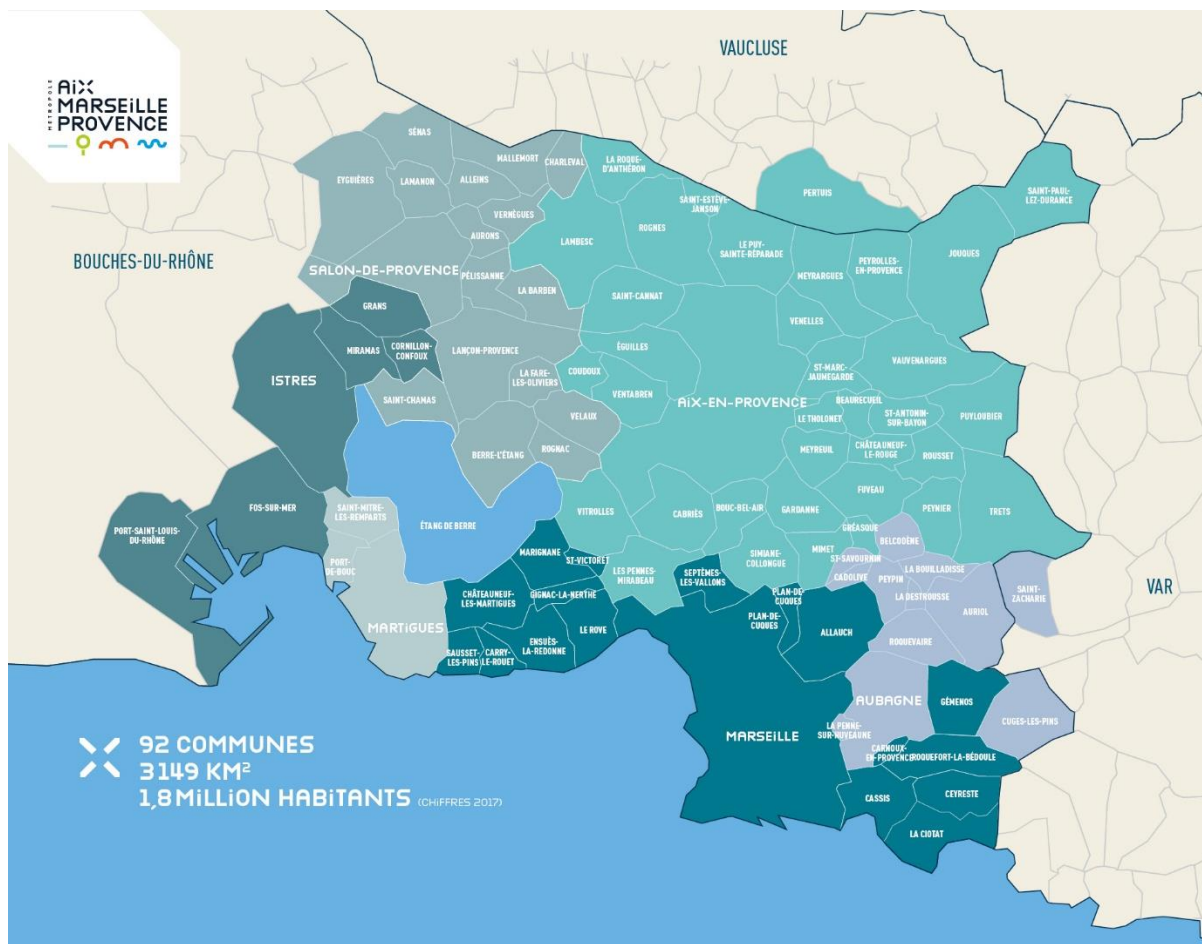 MÉTROPOLE
AIX
MARSEILLE
PROVENCE
VAUCLUSE
BOUCHES-DU-RHÔNE
VAR
SÉNAS
MALLEMORT
CHARLEVAL
EYGUIÈRES
LAMANON
ALLEINS
VERNÈGUES
AURONS
SALON-DE-PROVENCE
PÉLISSANNE
LA BARBEN
GRANS
MIRAMAS
CORNILLON-
CONFOUX
LANÇON-PROVENCE
ISTRES
LA FARE-
LES-OLIVIERS
SAINT-CHAMAS
VELAUX
BERRE-L'ÉTANG
ROGNAC
LA ROQUE-
D'ANTHÉRON
SAINT-ESTÈVE-
JANSON
PERTUIS
SAINT-PAUL-
LEZ-DURANCE
LAMBESC
ROGNES
LE PUY-
SAINTE-RÉPARADE
MEYRARGUES
PEYROLLES-
EN-PROVENCE
JOUQUES
SAINT-CANNAT
VENELLES
ÉGUILLES
COUDOUX
VENTABREN
ST-MARC-
JAUMEGARDE
VAUVENARGUES
AIX-EN-PROVENCE
BEAURECUEIL
LE THOLONET
ST-ANTONIN-
SUR-BAYON
PUYLOUBIER
MEYREUIL
CHÂTEAUNEUF-
LE-ROUGE
ROUSSET
FUVEAU
PEYNIER
TRETS
VITROLLES
CABRIÈS
BOUC-BEL-AIR
GARDANNE
GRÉASQUE
BELCODÈNE
SIMIANE-
COLLONGUE
MIMET
ST-SAVOURNIN
CADOLIVE
PEYPIN
LA BOUILLADISSE
LA DESTROUSSE
AURIOL
SAINT-
ZACHARIE
FOS-SUR-MER
PORT-SAINT-LOUIS-
DU-RHÔNE
SAINT-MITRE-
LES-REMPARTS
PORT-
DE-BOUC
ÉTANG DE BERRE
MARTIGUES
MARIGNANE
ST-VICTORET
LES PENNES-
MIRABEAU
SEPTÈMES-
LES-VALLONS
CHÂTEAUNEUF-
LES-MARTIGUES
GIGNAC-LA-NERTHE
LE ROVE
ENSUÈS-
LA-REDONNE
SAUSSET-
LES-PINS
CARRY-
LE-ROUET
PLAN-DE-
CUQUES
PLAN-DE-
CUQUES
ALLAUCH
ROQUEVAIRE
AUBAGNE
GÉMENOS
CUGES-LES-PINS
MARSEILLE
LA PENNE-
SUR-HUVEAUNE
CARNOUX-
EN-PROVENCE
ROQUEFORT-LA-BÉDOULE
CASSIS
CEYRESTE
LA CIOTAT
92 COMMUNES
3149 KM²
1,8 MILLION HABITANTS (CHIFFRES 2017)